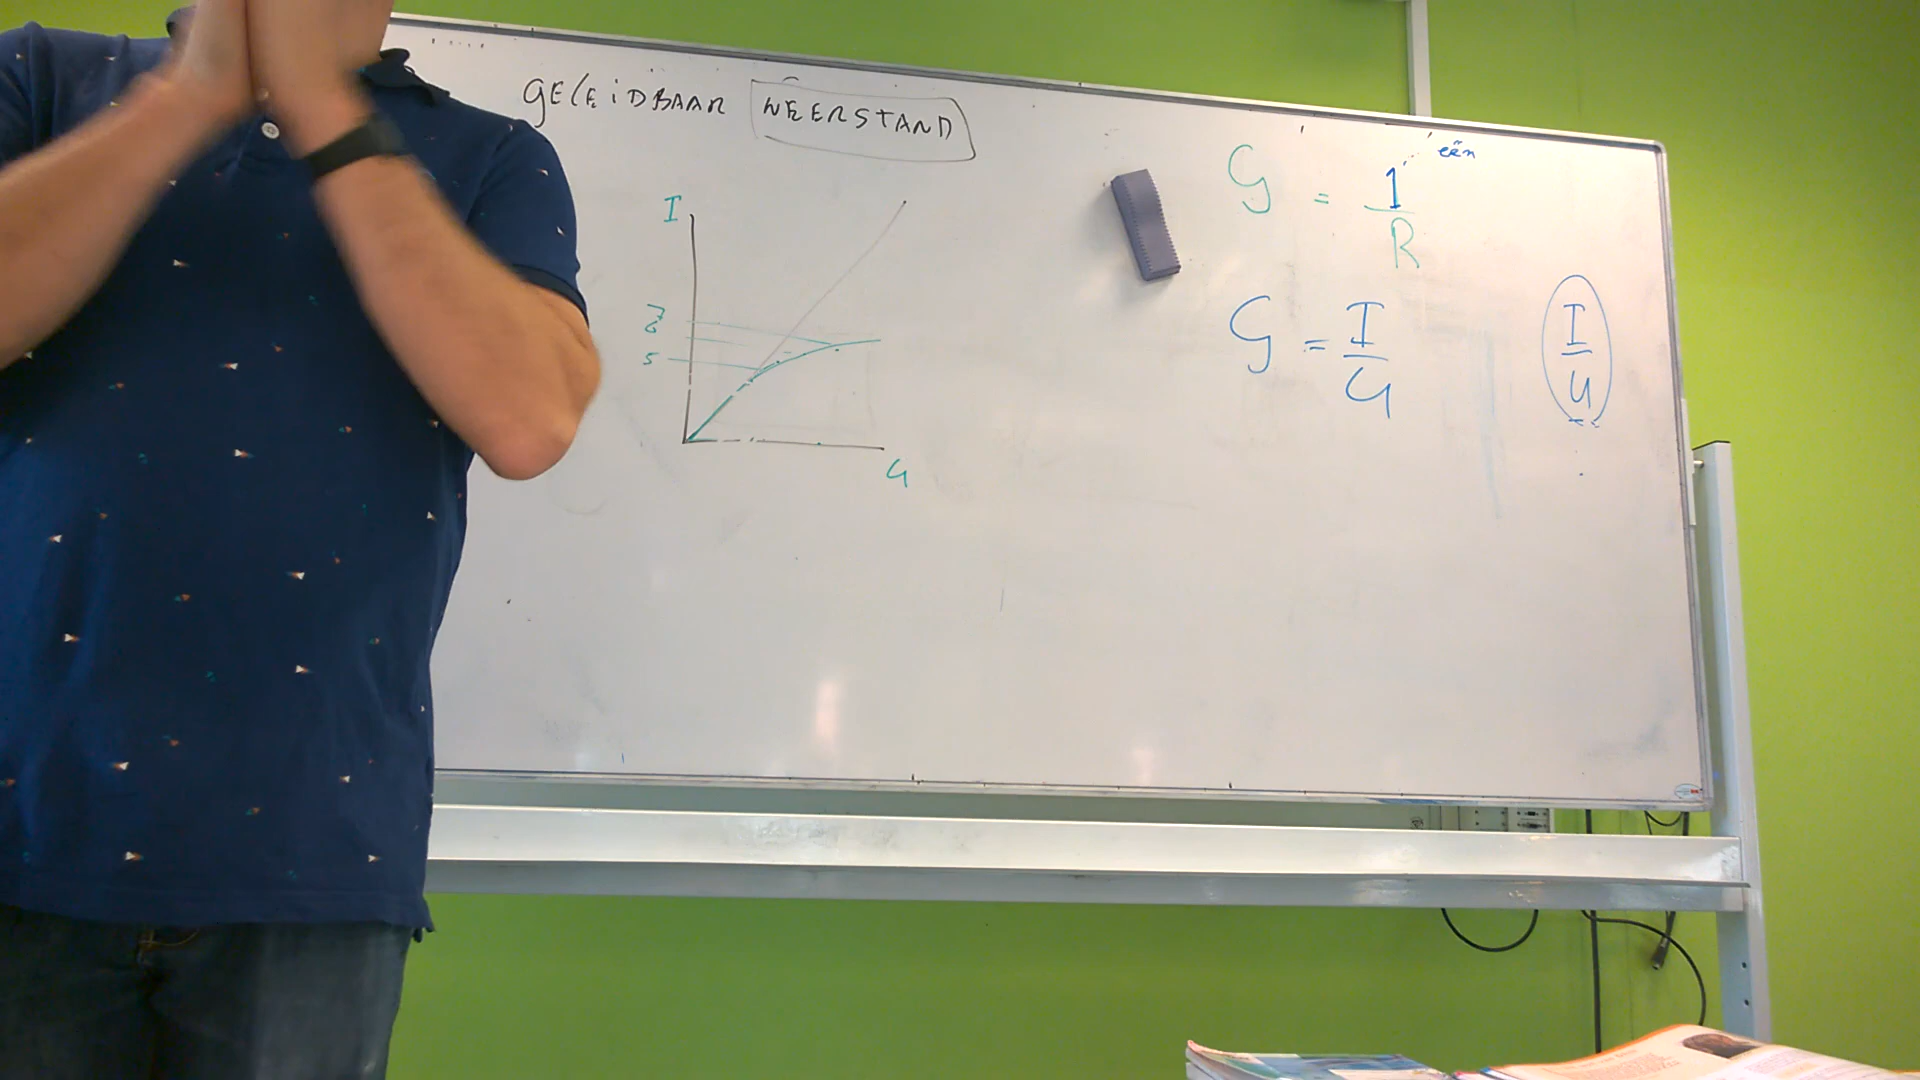 GELEIDBAAR WEERSTAND
I
7
6
5
U
één
G = 1
R
G = I
U
I
U